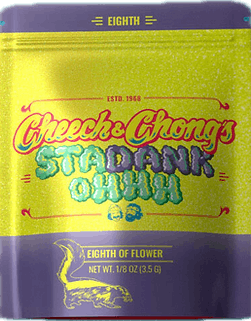 EIGHTH
ESTD. 1968
Cheech & Chong's
STADANK
OHHH
EIGHTH OF FLOWER
NET WT. 1/8 OZ (3.5 G)